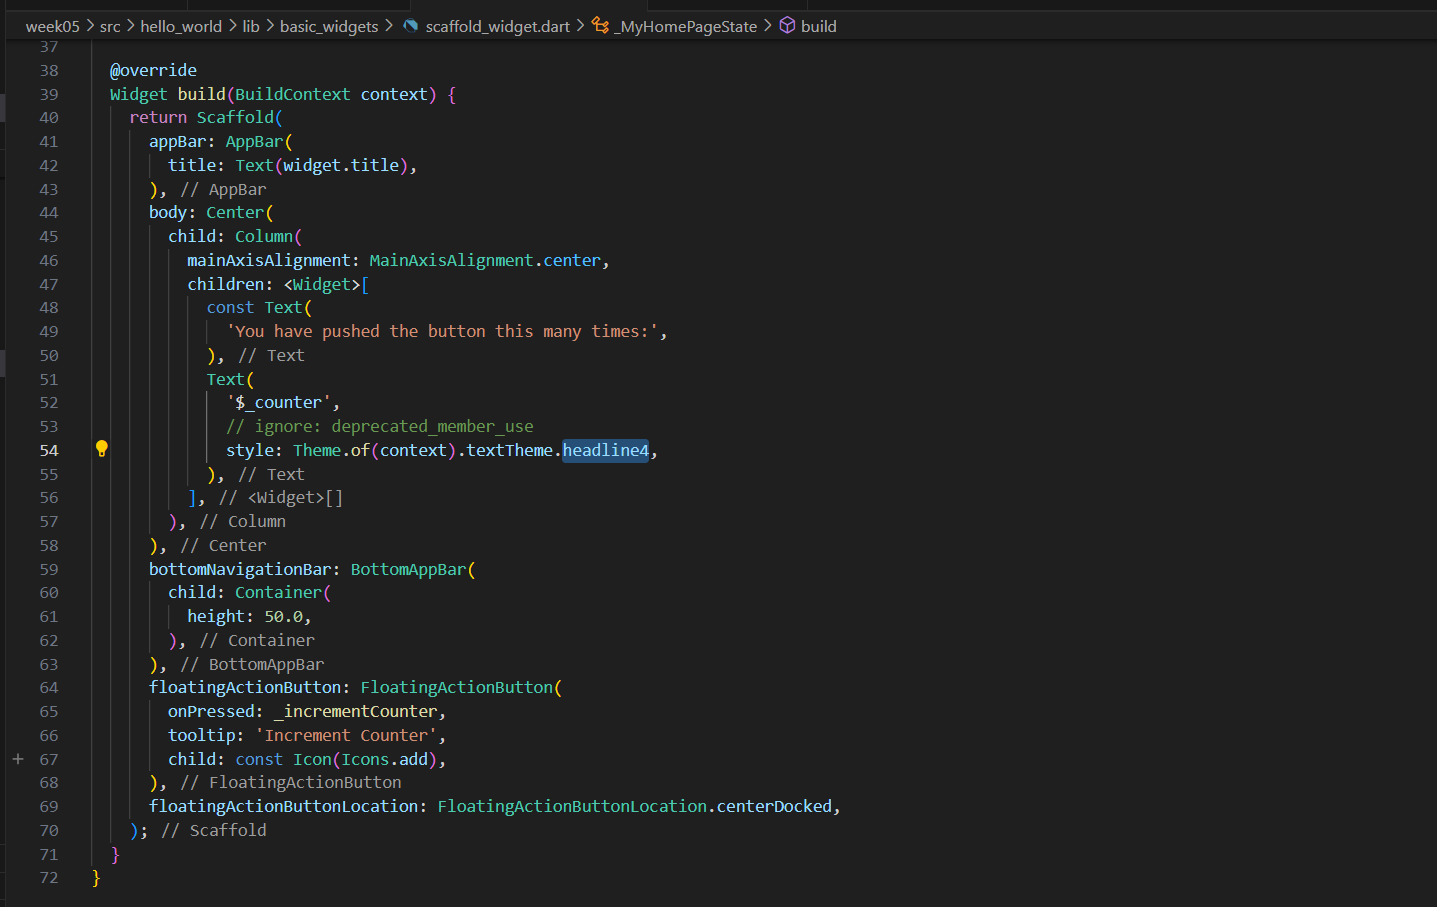 week05 > src > hello_world > lib > basic_widgets > scaffold_widget.dart > _MyHomePageState > build
37
38 @override
39 Widget build(BuildContext context) {
40 return Scaffold(
41 appBar: AppBar(
42 title: Text(widget.title),
43 ), // AppBar
44 body: Center(
45 child: Column(
46 mainAxisAlignment: MainAxisAlignment.center,
47 children: <Widget>[
48 const Text(
49 'You have pushed the button this many times:',
50 ), // Text
51 Text(
52 '$_counter',
53 // ignore: deprecated_member_use
54 style: Theme.of(context).textTheme.headline4,
55 ), // Text
56 ], // <Widget>[]
57 ), // Column
58 ), // Center
59 bottomNavigationBar: BottomAppBar(
60 child: Container(
61 height: 50.0,
62 ), // Container
63 ), // BottomAppBar
64 floatingActionButton: FloatingActionButton(
65 onPressed: _incrementCounter,
66 tooltip: 'Increment Counter',
67 child: const Icon(Icons.add),
68 ), // FloatingActionButton
69 floatingActionButtonLocation: FloatingActionButtonLocation.centerDocked,
70 ); // Scaffold
71 }
72 }